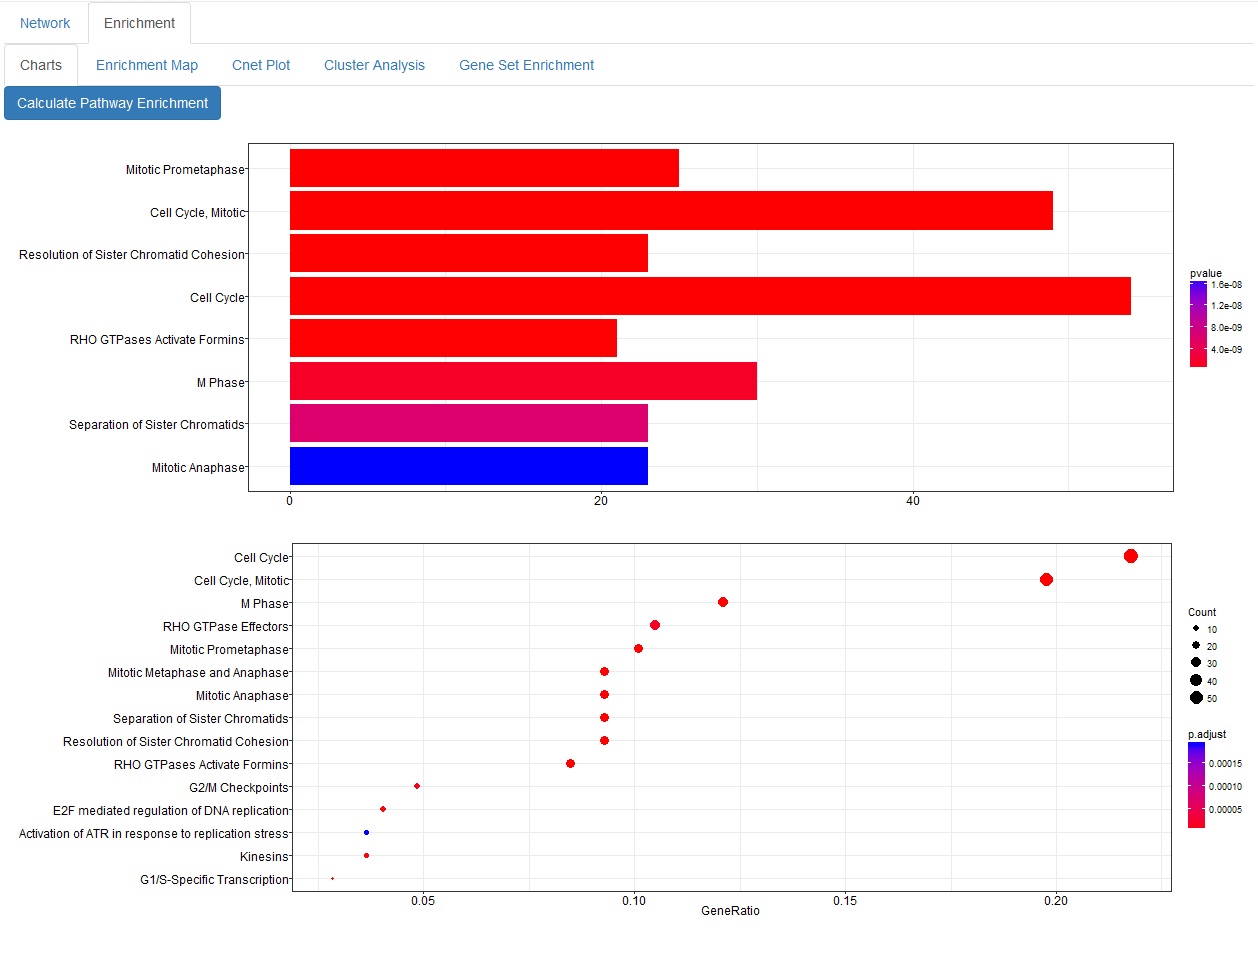 Network Enrichment
Charts Enrichment Map Cnet Plot Cluster Analysis Gene Set Enrichment
Calculate Pathway Enrichment
Mitotic Prometaphase
Cell Cycle, Mitotic
Resolution of Sister Chromatid Cohesion
Cell Cycle
RHO GTPases Activate Formins
M Phase
Separation of Sister Chromatids
Mitotic Anaphase
0 20 40
pvalue
1.6e-08
1.2e-08
8.0e-09
4.0e-09
Cell Cycle
Cell Cycle, Mitotic
M Phase
RHO GTPase Effectors
Mitotic Prometaphase
Mitotic Metaphase and Anaphase
Mitotic Anaphase
Separation of Sister Chromatids
Resolution of Sister Chromatid Cohesion
RHO GTPases Activate Formins
G2/M Checkpoints
E2F mediated regulation of DNA replication
Activation of ATR in response to replication stress
Kinesins
G1/S-Specific Transcription
0.05 0.10 0.15 0.20
GeneRatio
Count
10
20
30
40
50
p.adjust
0.00015
0.00010
0.00005